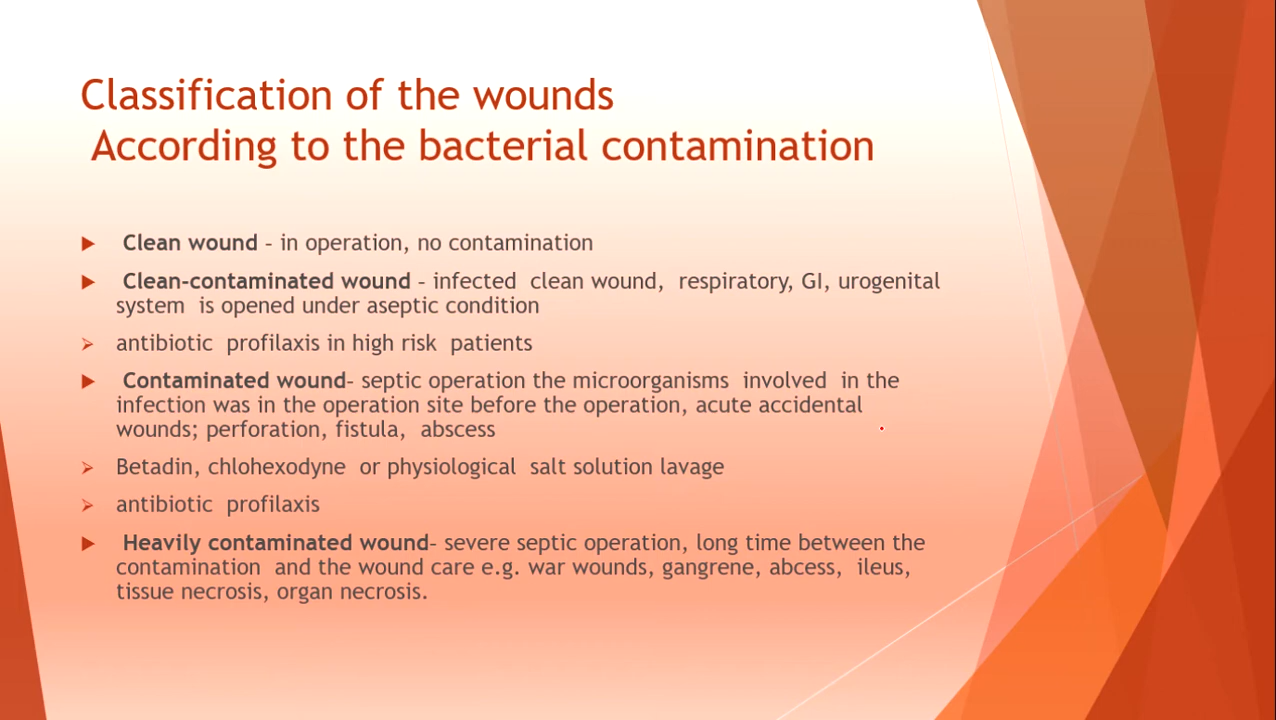 Classification of the wounds
According to the bacterial contamination
Clean wound - in operation, no contamination
Clean-contaminated wound - infected clean wound, respiratory, GI, urogenital
system is opened under aseptic condition
antibiotic profilaxis in high risk patients
Contaminated wound- septic operation the microorganisms involved in the
infection was in the operation site before the operation, acute accidental
wounds; perforation, fistula, abscess
Betadin, chlohexodyne or physiological salt solution lavage
antibiotic profilaxis
Heavily contaminated wound- severe septic operation, long time between the
contamination and the wound care e.g. war wounds, gangrene, abcess, ileus,
tissue necrosis, organ necrosis.